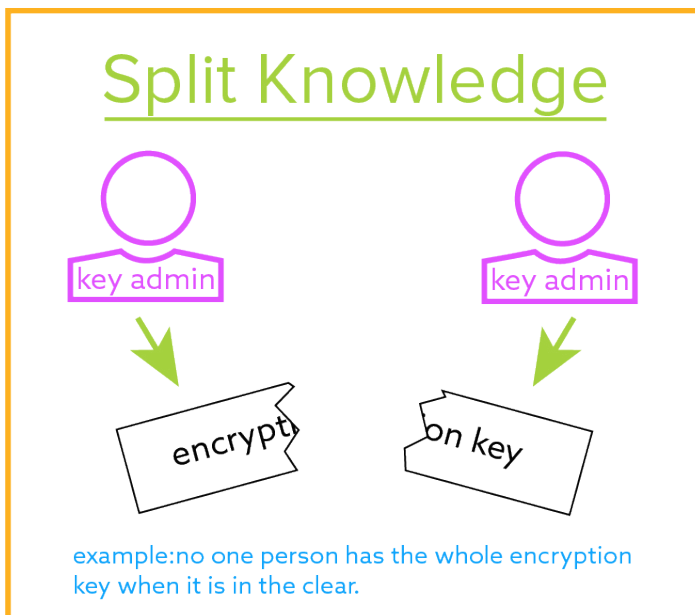 Split Knowledge
key admin
key admin
encrypti
on key
example:no one person has the whole encryption
key when it is in the clear.